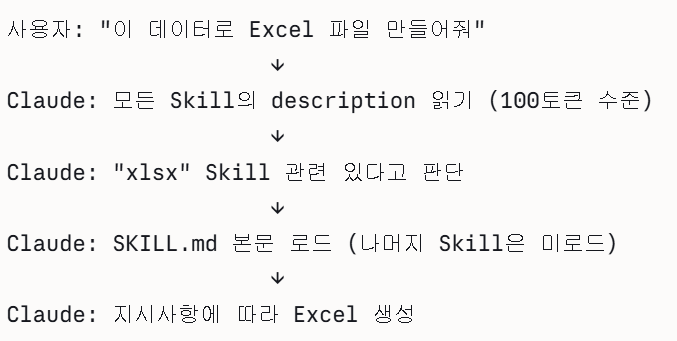 사용자: "이 데이터로 Excel 파일 만들어줘"
↓
Claude: 모든 Skill의 description 읽기 (100토큰 수준)
↓
Claude: "xlsx" Skill 관련 있다고 판단
↓
Claude: SKILL.md 본문 로드 (나머지 Skill은 미로드)
↓
Claude: 지시사항에 따라 Excel 생성